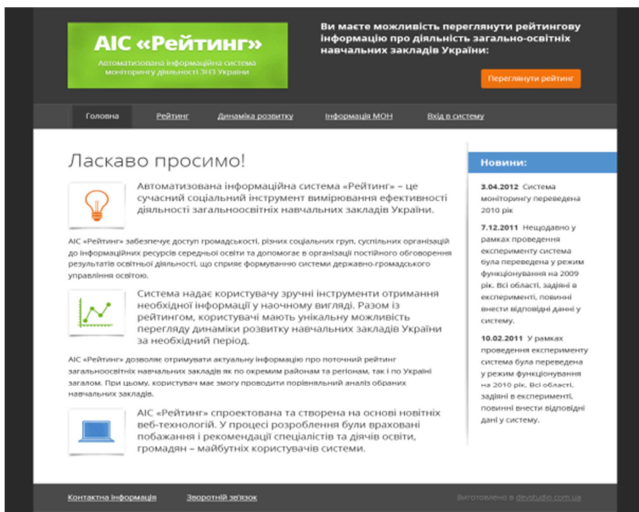 АІС «Рейтинг»
Автоматизована інформаційна система
моніторингу діяльності ЗНЗ України
Ви маєте можливість переглянути рейтингову
інформацію про діяльність загально-освітніх
навчальних закладів України:
Переглянути рейтинг
Головна
Рейтинг
Динаміка розвитку
Інформація МОН
Вхід в систему
Ласкаво просимо!
Автоматизована інформаційна система «Рейтинг» – це
сучасний соціальний інструмент вимірювання ефективності
діяльності загальноосвітніх навчальних закладів України.
АІС «Рейтинг» забезпечує доступ громадськості, різних соціальних груп, суспільних організацій
до інформаційних ресурсів середньої освіти та допомогає в організації постійного обговорення
результатів освітньої діяльності, що сприяє формуванню системи державно-громадського
управління освітою.
Система надає користувачу зручні інструменти отримання
необхідної інформації у наочному вигляді. Разом із
рейтингом, користувачі мають унікальну можливість
перегляду динаміки розвитку навчальних закладів України
за необхідний період.
АІС «Рейтинг» дозволяє отримувати актуальну інформацію про поточний рейтинг
загальноосвітніх навчальних закладів як по окремим районам та регіонам, так і по Україні
загалом. При цьому, користувач має змогу проводити порівняльний аналіз обраних
навчальних закладів.
АІС «Рейтинг» спроектована та створена на основі новітніх
веб-технологій. У процесі розроблення були враховані
побажання і рекомендації спеціалістів та діячів освіти,
громадян – майбутніх користувачів системи.
Новини:
3.04.2012 Система
моніторингу переведена
2010 рік
7.12.2011 Нещодавно у
рамках проведення
експерименту система
була переведена у режим
функціонування на 2009
рік. Всі області, задіяні в
експерименті, повинні
внести відповідні данні у
систему.
10.02.2011 У рамках
проведення експерименту
система була переведена
у режим функціонування
на 2010 рік. Всі області,
задіяні в експерименті,
повинні внести відповідні
дані у систему.
Контактна інформація
Зворотній зв'язок
Виготовлено в devstudio.com.ua